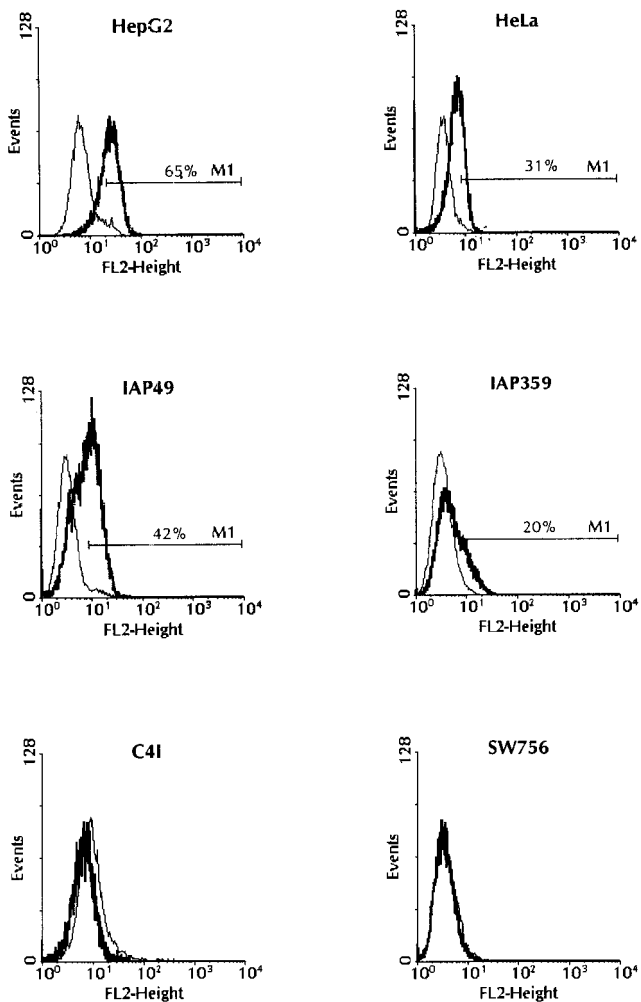 HepG2
128
Events
0
65% M1
10^0 10^1 10^2 10^3 10^4
FL2-Height
HeLa
128
Events
0
31% M1
10^0 10^1 10^2 10^3 10^4
FL2-Height
IAP49
128
Events
0
42% M1
10^0 10^1 10^2 10^3 10^4
FL2-Height
IAP359
128
Events
0
20% M1
10^0 10^1 10^2 10^3 10^4
FL2-Height
C4I
128
Events
0
10^0 10^1 10^2 10^3 10^4
FL2-Height
SW756
128
Events
0
10^0 10^1 10^2 10^3 10^4
FL2-Height